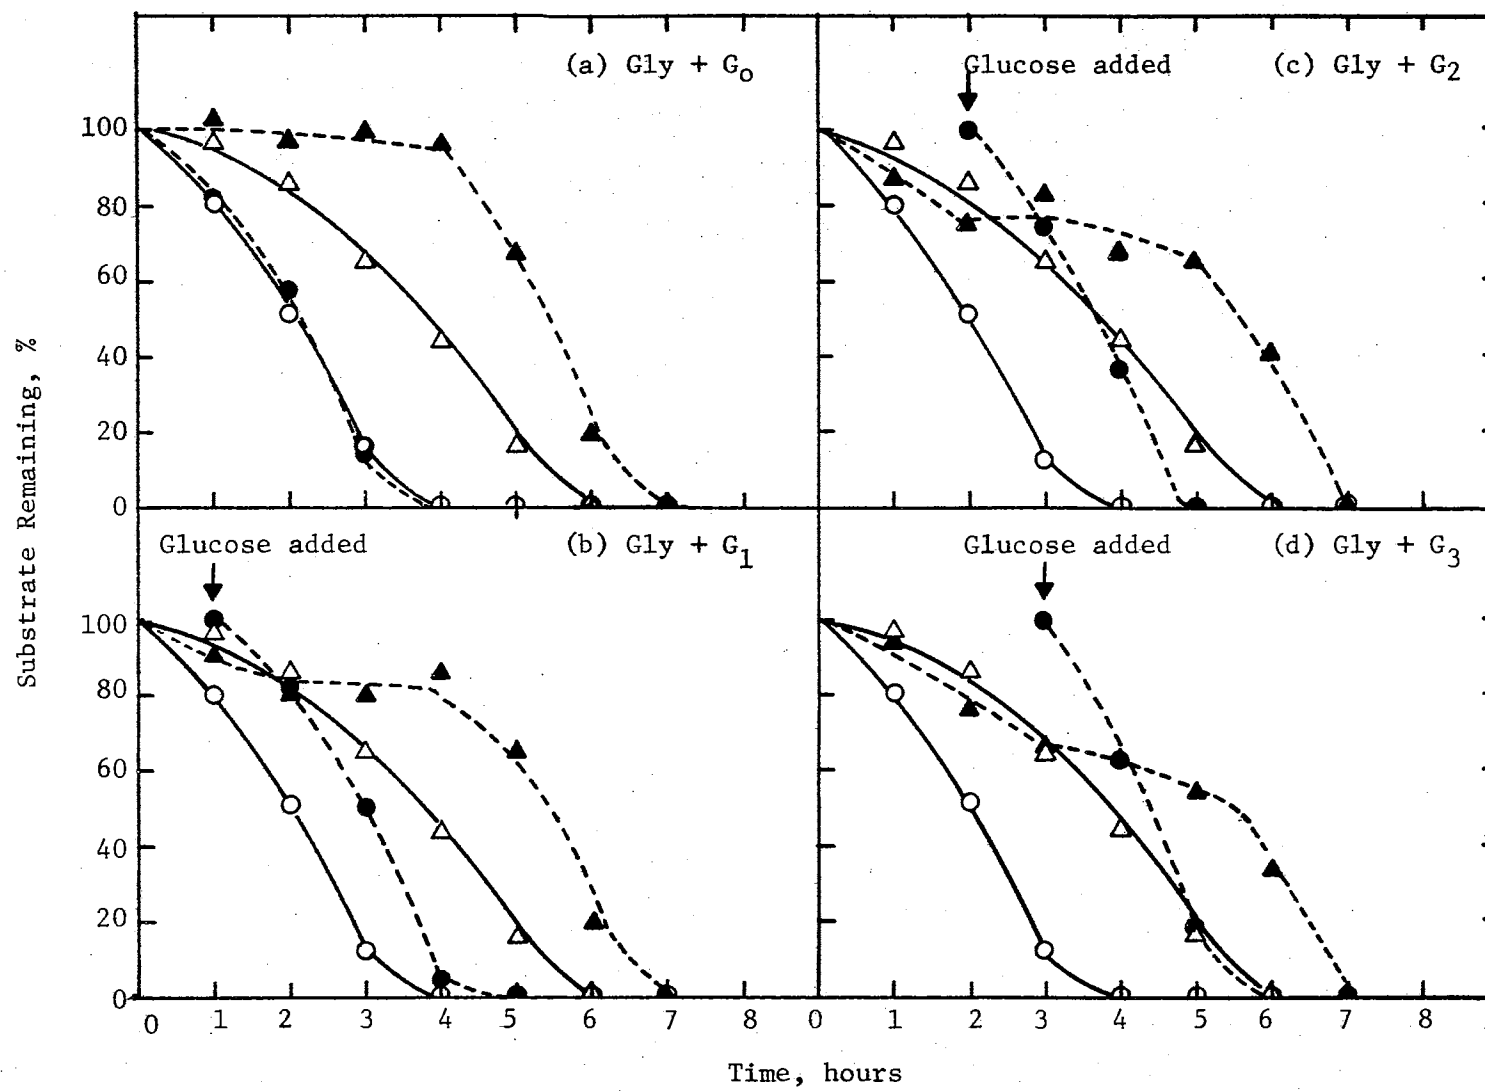 Substrate Remaining, %
(a) Gly + G₀
100
80
60
40
20
0
Glucose added
(c) Gly + G₂
Glucose added
(b) Gly + G₁
100
80
60
40
20
0
0 1 2 3 4 5 6 7 8
Glucose added
(d) Gly + G₃
0 1 2 3 4 5 6 7 8
Time, hours